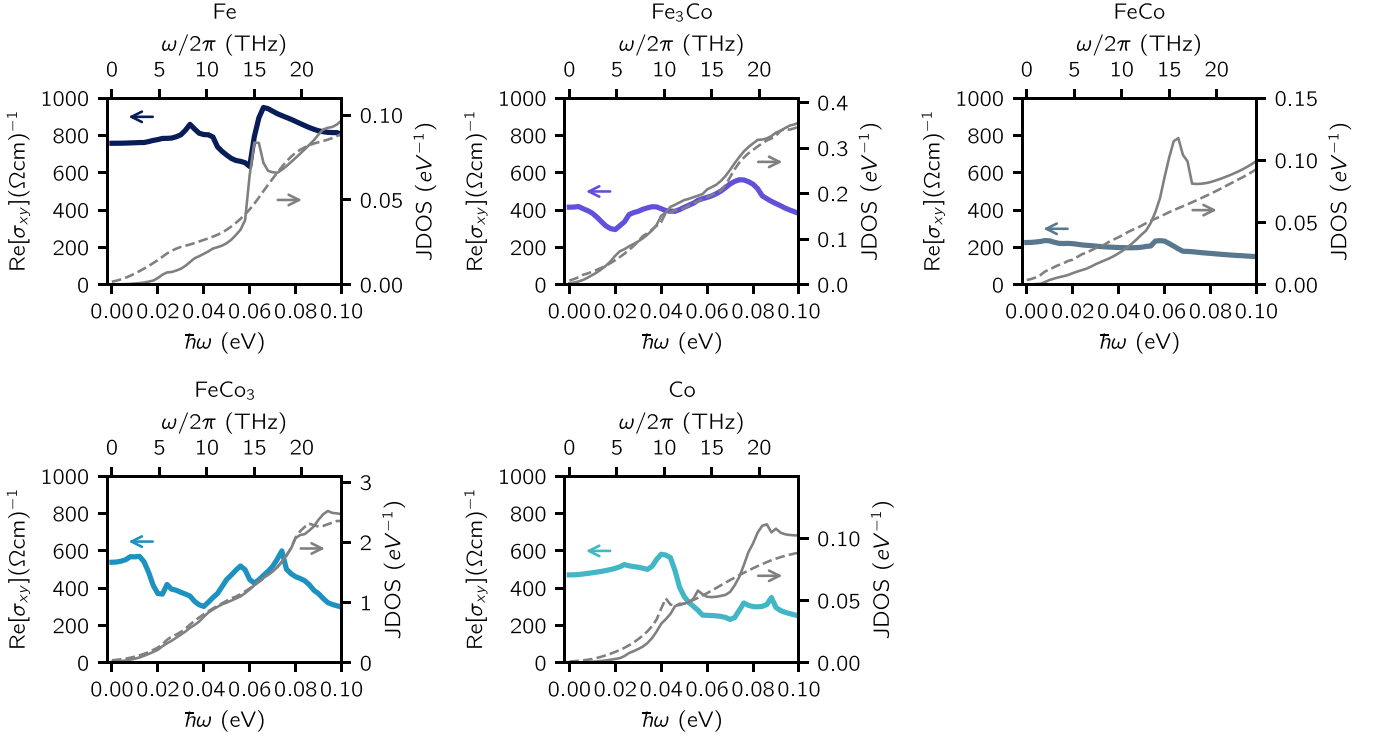 Fe
ω/2π (THz)
0 5 10 15 20
Re[σxy](Ωcm)⁻¹
1000
800
600
400
200
0
0.10
0.05
0.00
JDOS (eV⁻¹)
0.00 0.02 0.04 0.06 0.08 0.10
ħω (eV)
Fe₃Co
ω/2π (THz)
0 5 10 15 20
Re[σxy](Ωcm)⁻¹
1000
800
600
400
200
0
0.4
0.3
0.2
0.1
0.0
JDOS (eV⁻¹)
0.00 0.02 0.04 0.06 0.08 0.10
ħω (eV)
FeCo
ω/2π (THz)
0 5 10 15 20
Re[σxy](Ωcm)⁻¹
1000
800
600
400
200
0
0.15
0.10
0.05
0.00
JDOS (eV⁻¹)
0.00 0.02 0.04 0.06 0.08 0.10
ħω (eV)
FeCo₃
ω/2π (THz)
0 5 10 15 20
Re[σxy](Ωcm)⁻¹
1000
800
600
400
200
0
3
2
1
0
JDOS (eV⁻¹)
0.00 0.02 0.04 0.06 0.08 0.10
ħω (eV)
Co
ω/2π (THz)
0 5 10 15 20
Re[σxy](Ωcm)⁻¹
1000
800
600
400
200
0
0.10
0.05
0.00
JDOS (eV⁻¹)
0.00 0.02 0.04 0.06 0.08 0.10
ħω (eV)